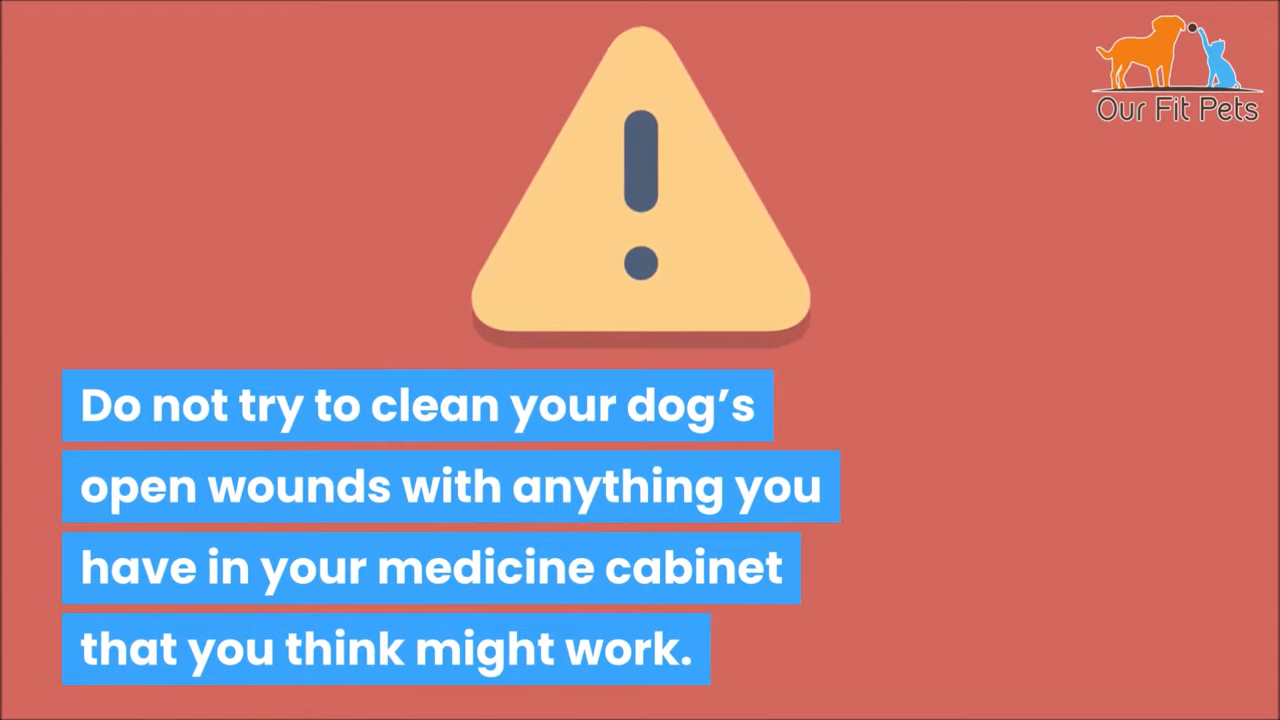 Our Fit Pets
Do not try to clean your dog’s
open wounds with anything you
have in your medicine cabinet
that you think might work.